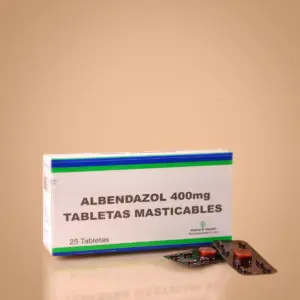 ALBENDAZOL 400mg
TABLETAS MASTICABLES
25 Tabletas